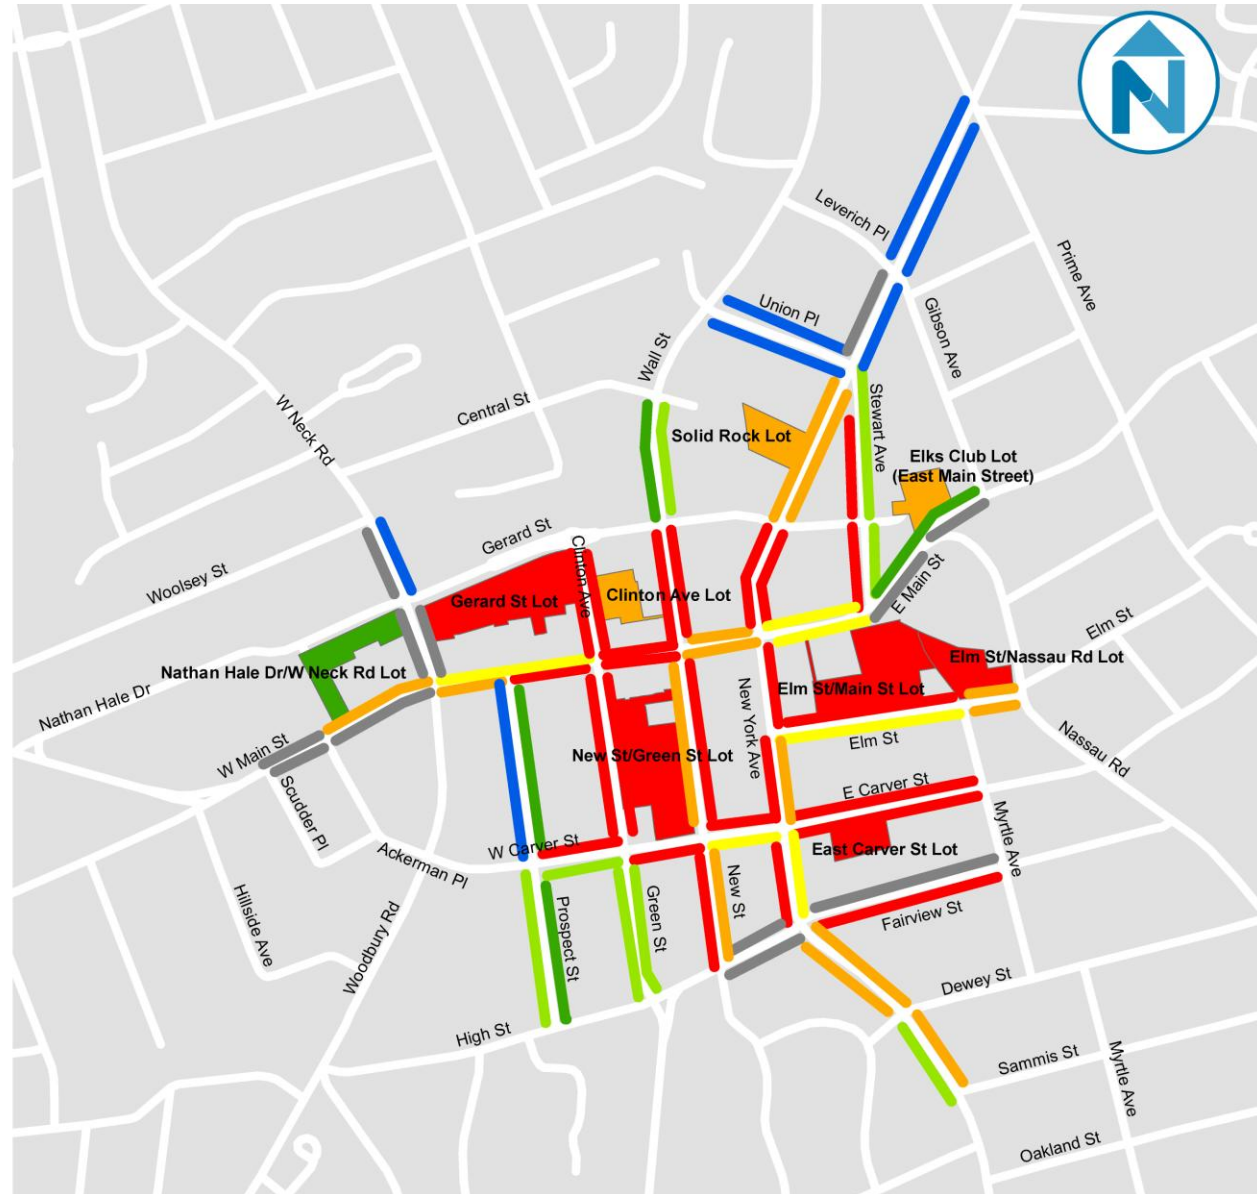 N
Leverich Pl
Prime Ave
Union Pl
Gibson Ave
Wall St
Stewart Ave
Central St
W Neck Rd
Solid Rock Lot
Elks Club Lot
(East Main Street)
Gerard St
Clinton Ave
Woolsey St
Gerard St Lot
Clinton Ave Lot
E Main St
Elm St
Nathan Hale Dr/W Neck Rd Lot
Elm St/Nassau Rd Lot
Nathan Hale Dr
Elm St/Main St Lot
New York Ave
W Main St
New St/Green St Lot
Elm St
Nassau Rd
Scudder Pl
E Carver St
W Carver St
East Carver St Lot
Myrtle Ave
Ackerman Pl
Hillside Ave
Woodbury Rd
Prospect St
Green St
New St
Fairview St
Dewey St
High St
Sammis St
Myrtle Ave
Oakland St